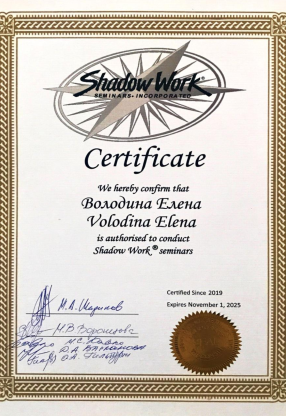 Shadow Work®
SEMINARS • INCORPORATED
Certificate
We hereby confirm that
Володина Елена
Volodina Elena
is authorised to conduct
Shadow Work® seminars
Certified Since 2019
Expires November 1, 2025
М.В.
М.С.